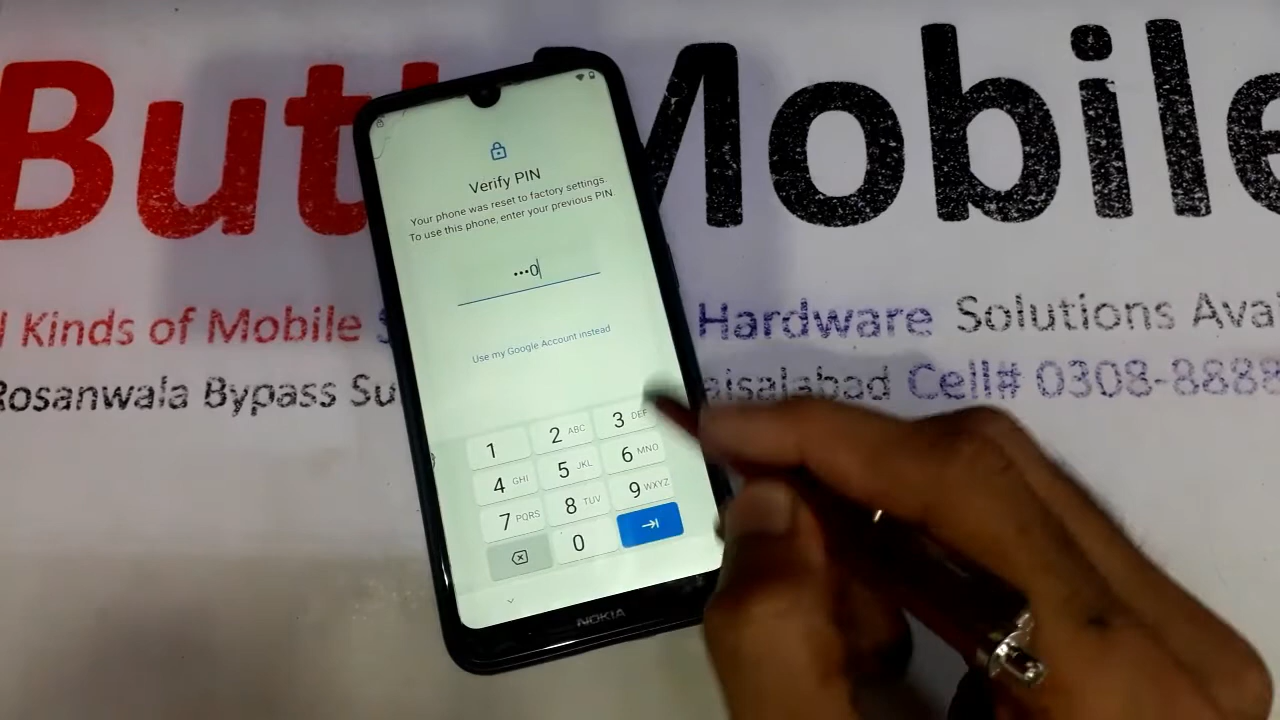 Butt Mobile
l Kinds of Mobile Hardware Solutions Avai
Rosanwala Bypass Su aisalabad Cell# 0308-8888
Verify PIN
Your phone was reset to factory settings.
To use this phone, enter your previous PIN.
•••0
Use my Google Account instead
1 2 ABC 3 DEF
4 GHI 5 JKL 6 MNO
7 PQRS 8 TUV 9 WXYZ
0
NOKIA